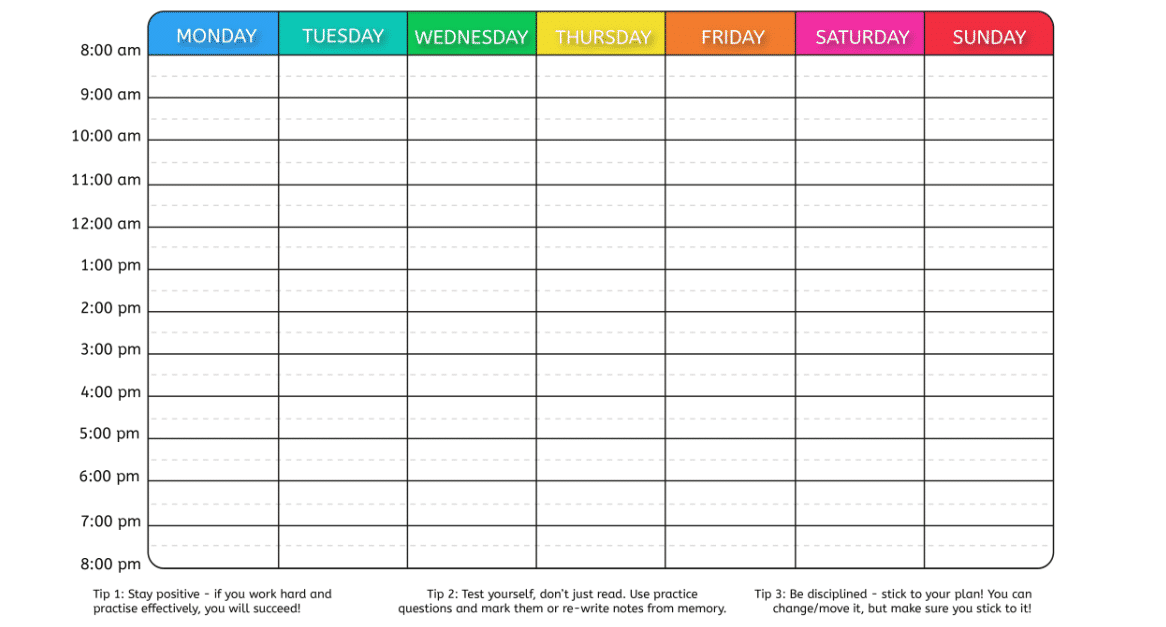 MONDAY TUESDAY WEDNESDAY THURSDAY FRIDAY SATURDAY SUNDAY
8:00 am
9:00 am
10:00 am
11:00 am
12:00 am
1:00 pm
2:00 pm
3:00 pm
4:00 pm
5:00 pm
6:00 pm
7:00 pm
8:00 pm
Tip 1: Stay positive - if you work hard and
practise effectively, you will succeed!
Tip 2: Test yourself, don't just read. Use practice
questions and mark them or re-write notes from memory.
Tip 3: Be disciplined - stick to your plan! You can
change/move it, but make sure you stick to it!